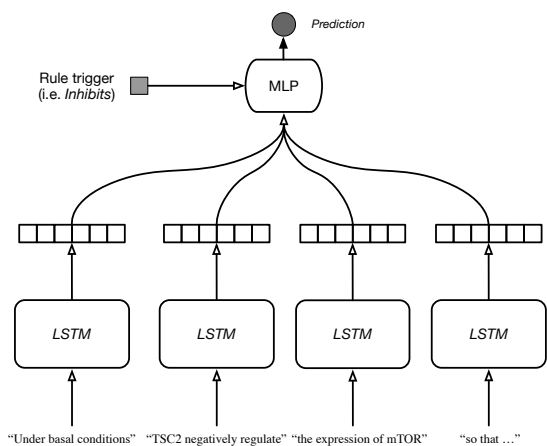 Prediction
Rule trigger
(i.e. Inhibits)
MLP
LSTM LSTM LSTM LSTM
“Under basal conditions” “TSC2 negatively regulate” “the expression of mTOR” “so that …”